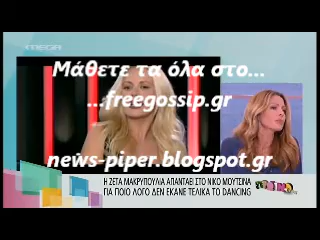 MEGA
Μάθετε τα όλα στο...
...freegossip.gr
news-piper.blogspot.gr
Η ΖΕΤΑ ΜΑΚΡΥΠΟΥΛΙΑ ΑΠΑΝΤΑΕΙ ΣΤΟ ΝΙΚΟ ΜΟΥΤΣΙΝΑ
ΓΙΑ ΠΟΙΟ ΛΟΓΟ ΔΕΝ ΕΚΑΝΕ ΤΕΛΙΚΑ ΤΟ DANCING